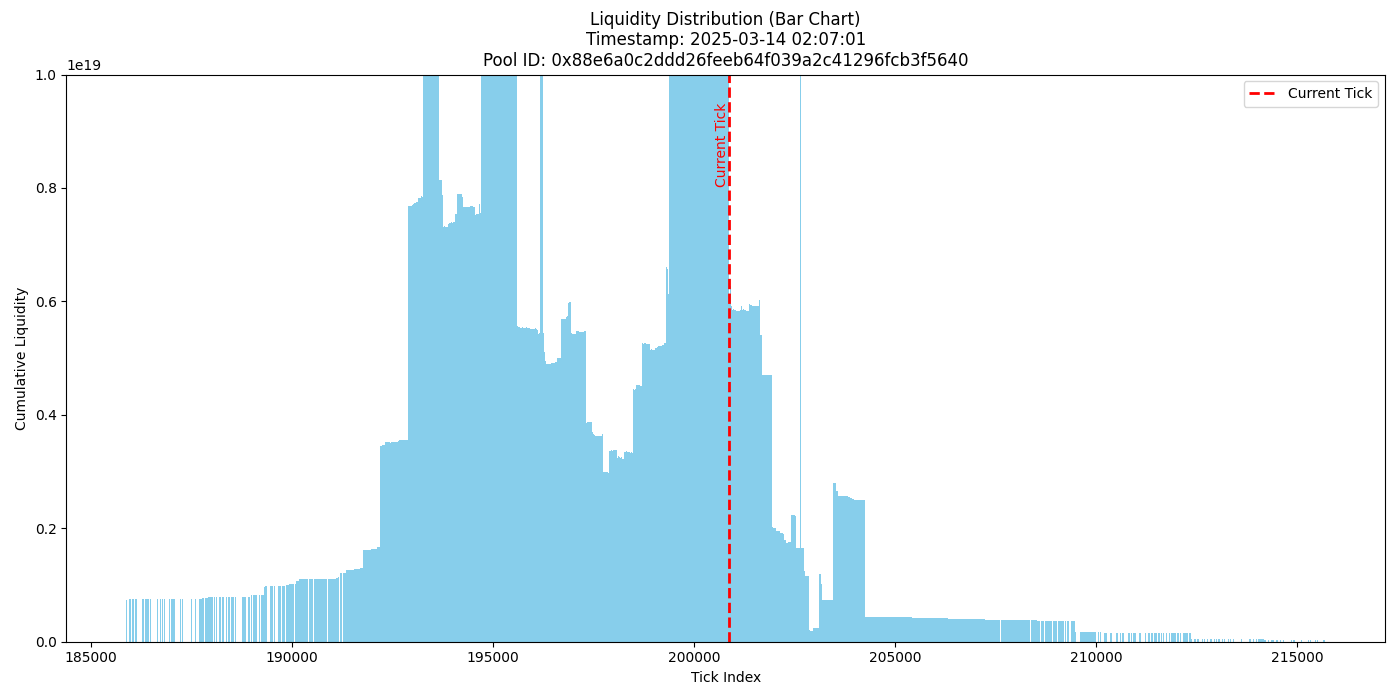 Liquidity Distribution (Bar Chart)
Timestamp: 2025-03-14 02:07:01
Pool ID: 0x88e6a0c2ddd26feeb64f039a2c41296fcb3f5640
1e19
1.0
0.8
0.6
0.4
0.2
0.0
Cumulative Liquidity
Current Tick
Current Tick
185000 190000 195000 200000 205000 210000 215000
Tick Index